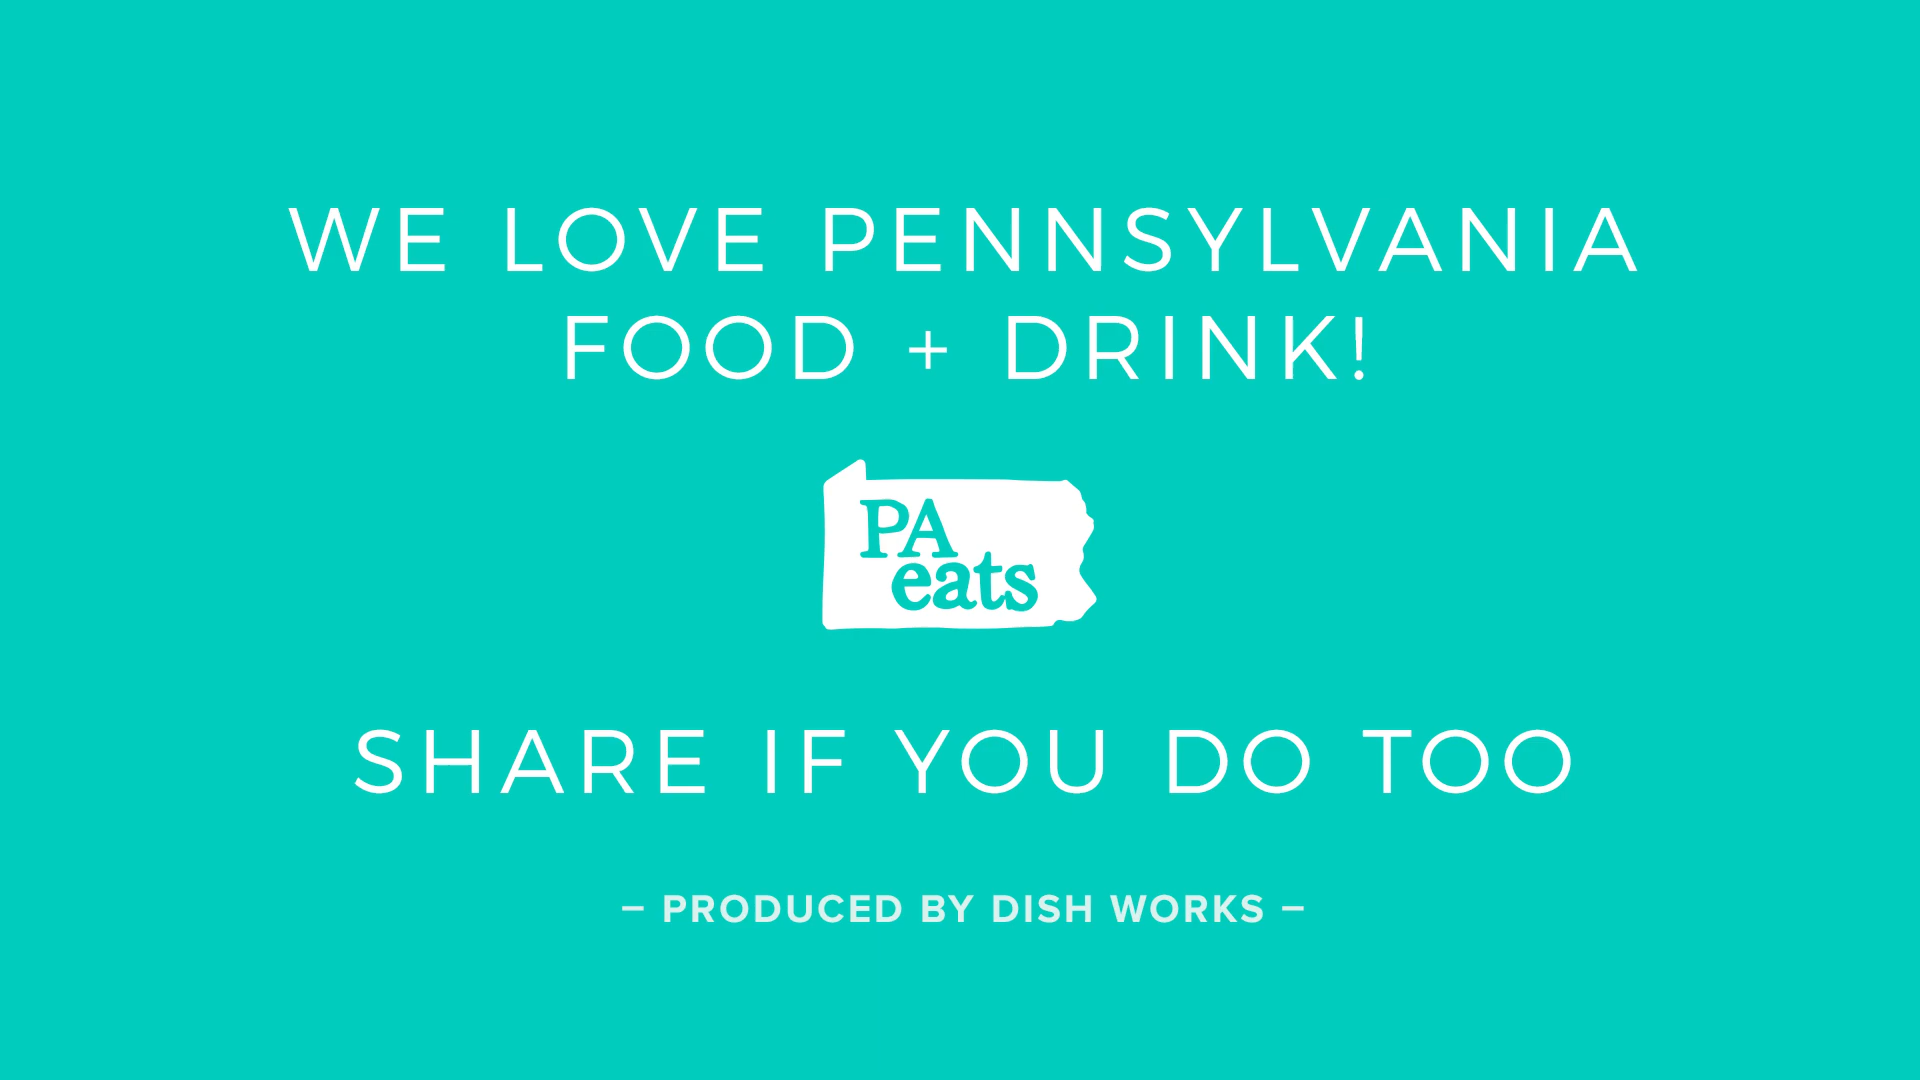 WE LOVE PENNSYLVANIA
FOOD + DRINK!
PA
eats
SHARE IF YOU DO TOO
– PRODUCED BY DISH WORKS –